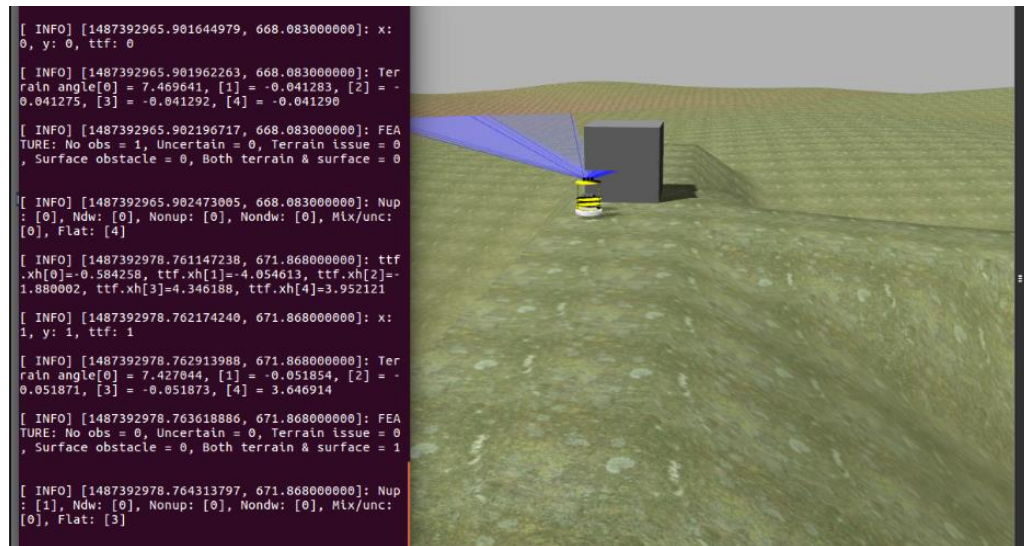 [ INFO] [1487392965.901644979, 668.083000000]: x:
0, y: 0, ttf: 0
[ INFO] [1487392965.901962263, 668.083000000]: Ter
rain angle[0] = 7.469641, [1] = -0.041283, [2] = -
0.041275, [3] = -0.041292, [4] = -0.041290
[ INFO] [1487392965.902196717, 668.083000000]: FEA
TURE: No obs = 1, Uncertain = 0, Terrain issue = 0
, Surface obstacle = 0, Both terrain & surface = 0
[ INFO] [1487392965.902473005, 668.083000000]: Nup
: [0], Ndw: [0], Nonup: [0], Nondw: [0], Mix/unc:
[0], Flat: [4]
[ INFO] [1487392978.761147238, 671.868000000]: ttf
.xh[0]=-0.584258, ttf.xh[1]=-4.054613, ttf.xh[2]=-
1.880002, ttf.xh[3]=4.346188, ttf.xh[4]=3.952121
[ INFO] [1487392978.762174240, 671.868000000]: x:
1, y: 1, ttf: 1
[ INFO] [1487392978.762913988, 671.868000000]: Ter
rain angle[0] = 7.427044, [1] = -0.051854, [2] = -
0.051871, [3] = -0.051873, [4] = 3.646914
[ INFO] [1487392978.763618886, 671.868000000]: FEA
TURE: No obs = 0, Uncertain = 0, Terrain issue = 0
, Surface obstacle = 0, Both terrain & surface = 1
[ INFO] [1487392978.764313797, 671.868000000]: Nup
: [1], Ndw: [0], Nonup: [0], Nondw: [0], Mix/unc:
[0], Flat: [3]